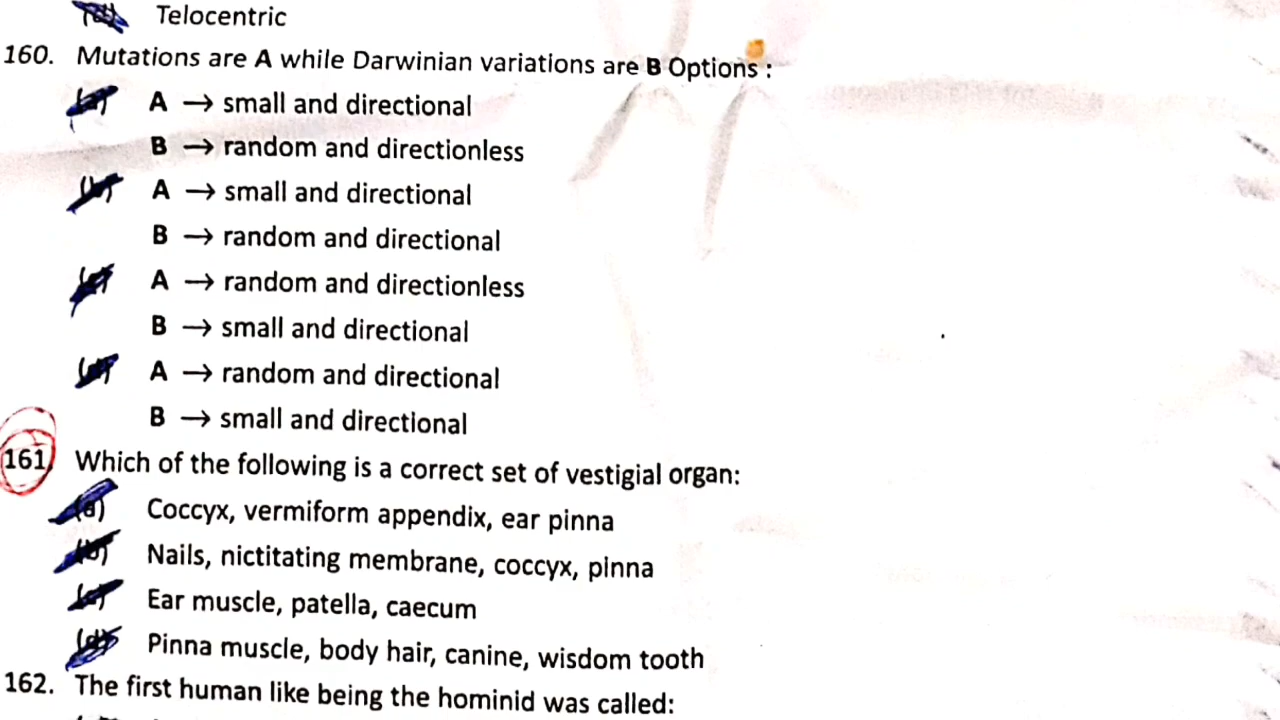 Telocentric
160. Mutations are A while Darwinian variations are B Options :
A → small and directional
B → random and directionless
A → small and directional
B → random and directional
A → random and directionless
B → small and directional
A → random and directional
B → small and directional
161. Which of the following is a correct set of vestigial organ:
(a) Coccyx, vermiform appendix, ear pinna
(b) Nails, nictitating membrane, coccyx, pinna
Ear muscle, patella, caecum
(d) Pinna muscle, body hair, canine, wisdom tooth
162. The first human like being the hominid was called: